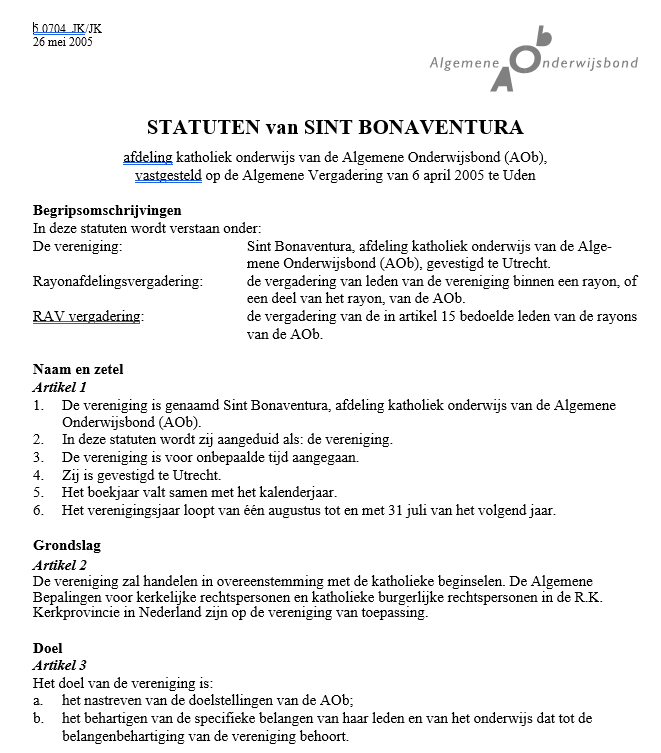 5.0704 JK/JK
26 mei 2005
Algemene Onderwijsbond
AOb
STATUTEN van SINT BONAVENTURA
afdeling katholiek onderwijs van de Algemene Onderwijsbond (AOb),
vastgesteld op de Algemene Vergadering van 6 april 2005 te Uden
Begripsomschrijvingen
In deze statuten wordt verstaan onder:
De vereniging: Sint Bonaventura, afdeling katholiek onderwijs van de Alge-
mene Onderwijsbond (AOb), gevestigd te Utrecht.
Rayonafdelingsvergadering: de vergadering van leden van de vereniging binnen een rayon, of
een deel van het rayon, van de AOb.
RAV vergadering: de vergadering van de in artikel 15 bedoelde leden van de rayons
van de AOb.
Naam en zetel
Artikel 1
1. De vereniging is genaamd Sint Bonaventura, afdeling katholiek onderwijs van de Algemene
Onderwijsbond (AOb).
2. In deze statuten wordt zij aangeduid als: de vereniging.
3. De vereniging is voor onbepaalde tijd aangegaan.
4. Zij is gevestigd te Utrecht.
5. Het boekjaar valt samen met het kalenderjaar.
6. Het verenigingsjaar loopt van één augustus tot en met 31 juli van het volgend jaar.
Grondslag
Artikel 2
De vereniging zal handelen in overeenstemming met de katholieke beginselen. De Algemene
Bepalingen voor kerkelijke rechtspersonen en katholieke burgerlijke rechtspersonen in de R.K.
Kerkprovincie in Nederland zijn op de vereniging van toepassing.
Doel
Artikel 3
Het doel van de vereniging is:
a. het nastreven van de doelstellingen van de AOb;
b. het behartigen van de specifieke belangen van haar leden en van het onderwijs dat tot de
belangenbehartiging van de vereniging behoort.